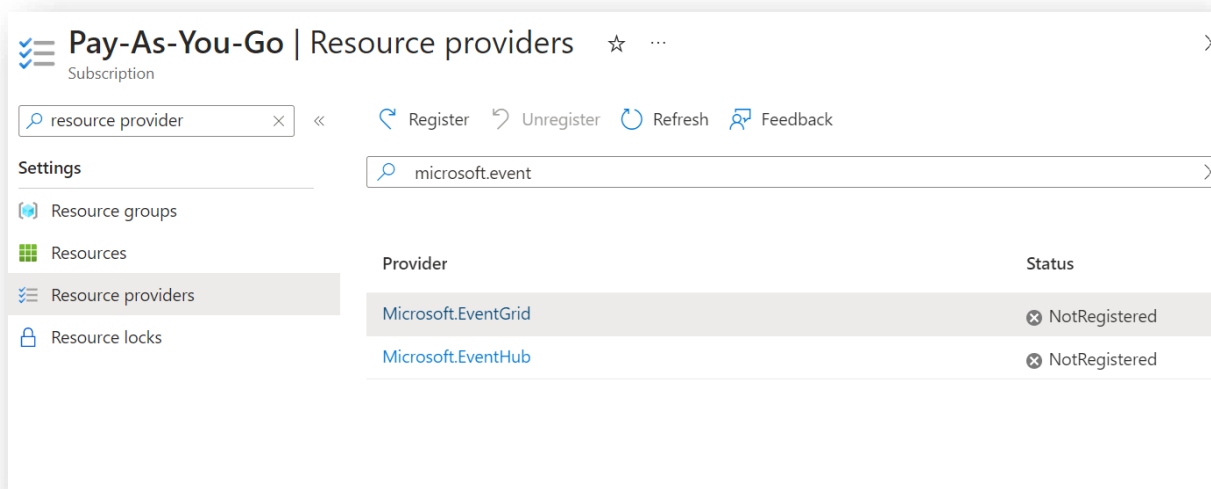 Pay-As-You-Go | Resource providers ☆ ···
Subscription
resource provider
Register Unregister Refresh Feedback
microsoft.event
Settings
Resource groups
Resources
Resource providers
Resource locks
Provider Status
Microsoft.EventGrid NotRegistered
Microsoft.EventHub NotRegistered